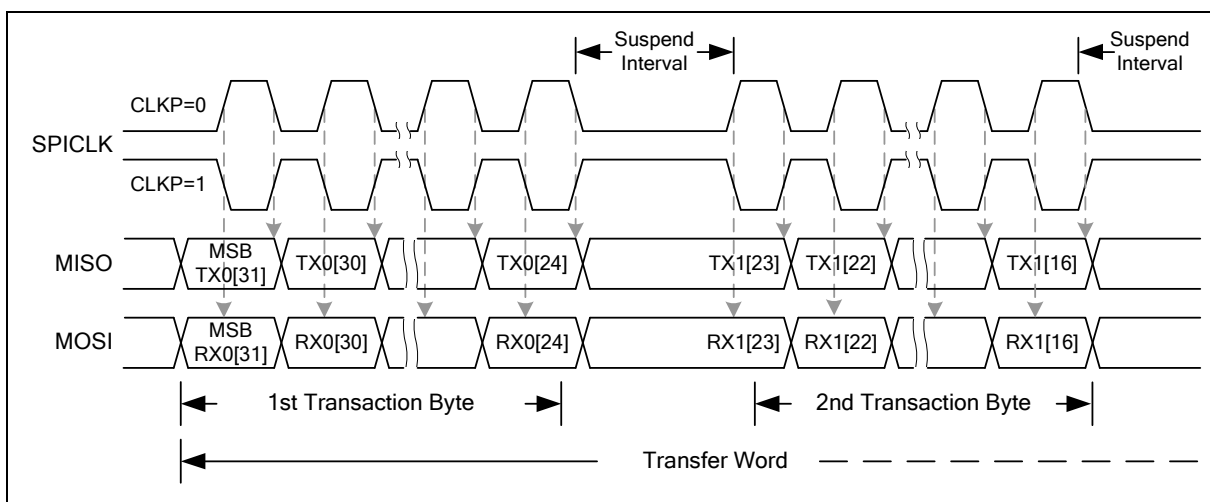 Suspend
Interval
Suspend
Interval
CLKP=0
SPICLK
CLKP=1
MISO
MSB
TX0[31]
TX0[30]
TX0[24]
TX1[23]
TX1[22]
TX1[16]
MOSI
MSB
RX0[31]
RX0[30]
RX0[24]
RX1[23]
RX1[22]
RX1[16]
1st Transaction Byte
2nd Transaction Byte
Transfer Word